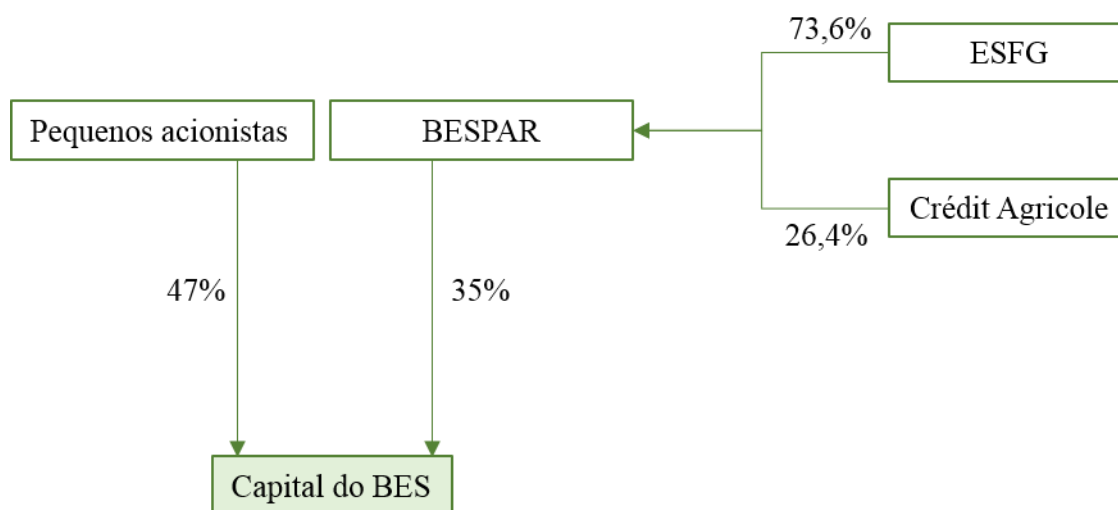 73,6%
ESFG
Pequenos acionistas
BESPAR
Crédit Agricole
26,4%
47%
35%
Capital do BES